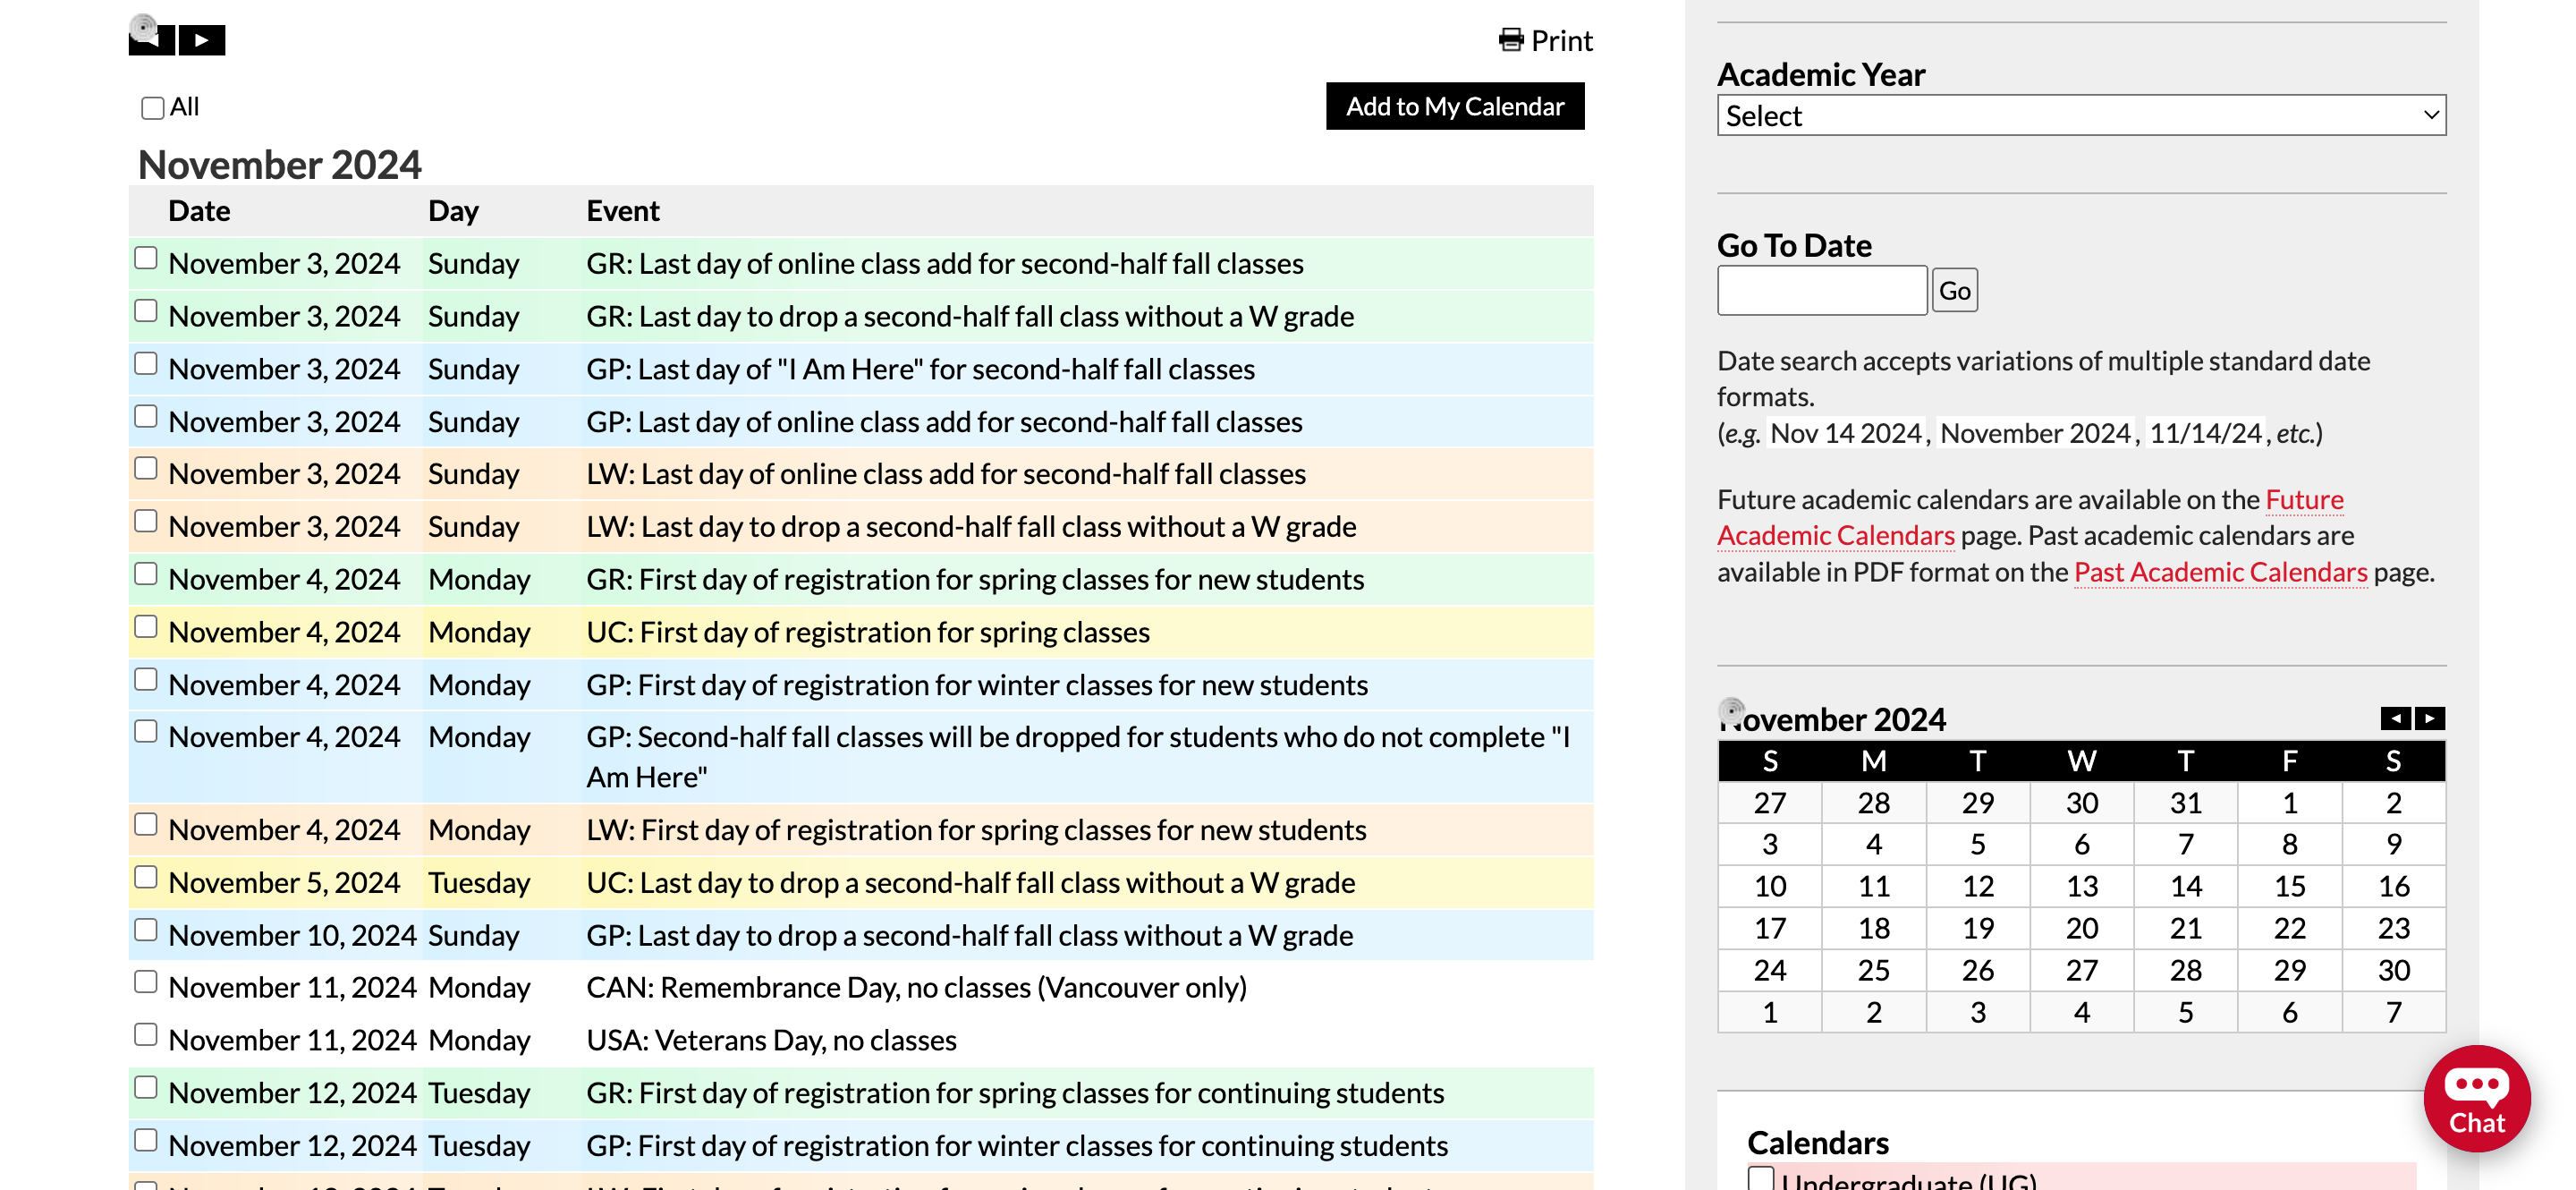 Print
All
Add to My Calendar
November 2024
Date Day Event
November 3, 2024 Sunday GR: Last day of online class add for second-half fall classes
November 3, 2024 Sunday GR: Last day to drop a second-half fall class without a W grade
November 3, 2024 Sunday GP: Last day of "I Am Here" for second-half fall classes
November 3, 2024 Sunday GP: Last day of online class add for second-half fall classes
November 3, 2024 Sunday LW: Last day of online class add for second-half fall classes
November 3, 2024 Sunday LW: Last day to drop a second-half fall class without a W grade
November 4, 2024 Monday GR: First day of registration for spring classes for new students
November 4, 2024 Monday UC: First day of registration for spring classes
November 4, 2024 Monday GP: First day of registration for winter classes for new students
November 4, 2024 Monday GP: Second-half fall classes will be dropped for students who do not complete "I
Am Here"
November 4, 2024 Monday LW: First day of registration for spring classes for new students
November 5, 2024 Tuesday UC: Last day to drop a second-half fall class without a W grade
November 10, 2024 Sunday GP: Last day to drop a second-half fall class without a W grade
November 11, 2024 Monday CAN: Remembrance Day, no classes (Vancouver only)
November 11, 2024 Monday USA: Veterans Day, no classes
November 12, 2024 Tuesday GR: First day of registration for spring classes for continuing students
November 12, 2024 Tuesday GP: First day of registration for winter classes for continuing students
Academic Year
Select
Go To Date
Go
Date search accepts variations of multiple standard date
formats.
(e.g. Nov 14 2024, November 2024, 11/14/24, etc.)
Future academic calendars are available on the Future
Academic Calendars page. Past academic calendars are
available in PDF format on the Past Academic Calendars page.
November 2024
S M T W T F S
27 28 29 30 31 1 2
3 4 5 6 7 8 9
10 11 12 13 14 15 16
17 18 19 20 21 22 23
24 25 26 27 28 29 30
1 2 3 4 5 6 7
Chat
Calendars
Undergraduate (UG)